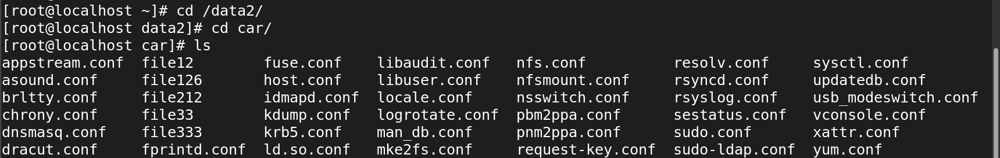 [root@localhost ~]# cd /data2/
[root@localhost data2]# cd car/
[root@localhost car]# ls
appstream.conf  file12        fuse.conf    libaudit.conf   nfs.conf          resolv.conf     sysctl.conf
asound.conf     file126       host.conf    libuser.conf    nfsmount.conf     rsyncd.conf     updatedb.conf
brltty.conf     file212       idmapd.conf  locale.conf     nsswitch.conf     rsyslog.conf    usb_modeswitch.conf
chrony.conf     file33        kdump.conf   logrotate.conf  pbm2ppa.conf      sestatus.conf   vconsole.conf
dnsmasq.conf    file333       krb5.conf    man_db.conf     pnm2ppa.conf      sudo.conf       xattr.conf
dracut.conf     fprintd.conf  ld.so.conf   mke2fs.conf     request-key.conf  sudo-ldap.conf  yum.conf